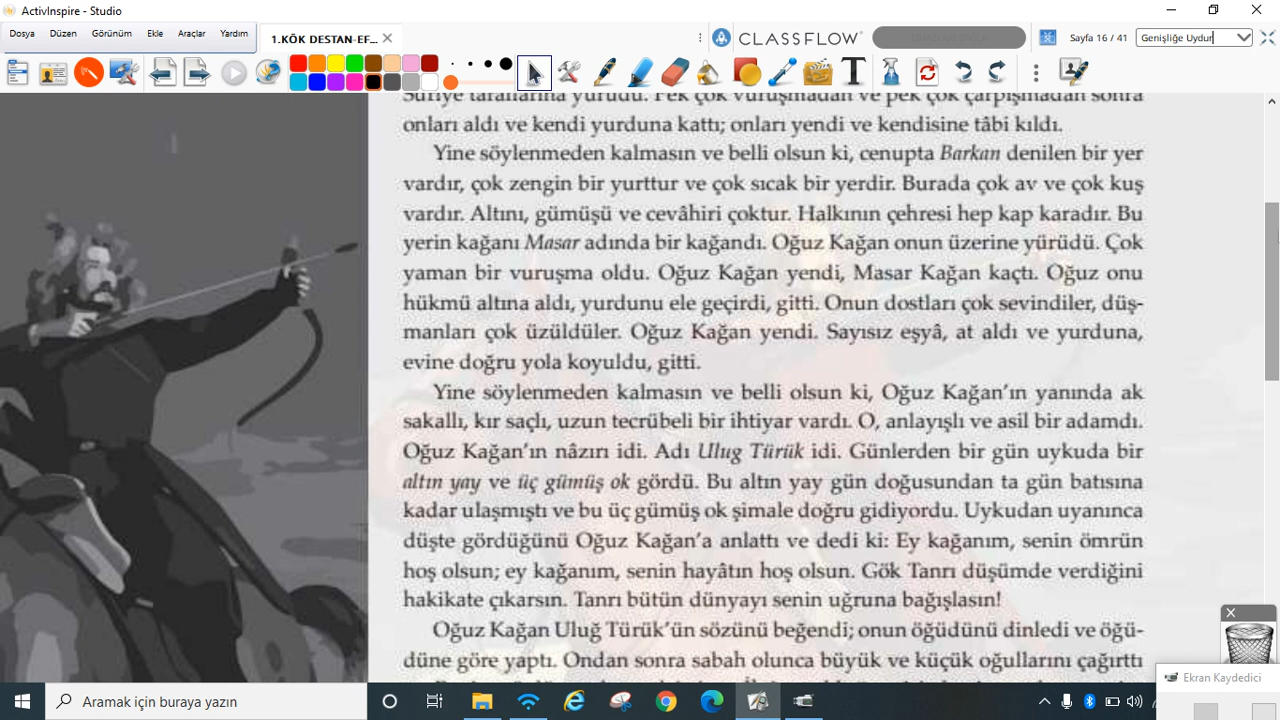 ActivInspire - Studio
Dosya Düzen Görünüm Ekle Araçlar Yardım
1.KÖK DESTAN-EF...
CLASSFLOW
Sayfa 16 / 41
Genişliğe Uydur
Sûriye taraflarına yürüdü. Pek çok vuruşmadan ve pek çok çarpışmadan sonra
onları aldı ve kendi yurduna kattı; onları yendi ve kendisine tâbi kıldı.
Yine söylenmeden kalmasın ve belli olsun ki, cenupta Barkan denilen bir yer
vardır, çok zengin bir yurttur ve çok sıcak bir yerdir. Burada çok av ve çok kuş
vardır. Altını, gümüşü ve cevâhiri çoktur. Halkının çehresi hep kap karadır. Bu
yerin kağanı Masar adında bir kağandı. Oğuz Kağan onun üzerine yürüdü. Çok
yaman bir vuruşma oldu. Oğuz Kağan yendi, Masar Kağan kaçtı. Oğuz onu
hükmü altına aldı, yurdunu ele geçirdi, gitti. Onun dostları çok sevindiler, düş-
manları çok üzüldüler. Oğuz Kağan yendi. Sayısız eşyâ, at aldı ve yurduna,
evine doğru yola koyuldu, gitti.
Yine söylenmeden kalmasın ve belli olsun ki, Oğuz Kağan'ın yanında ak
sakallı, kır saçlı, uzun tecrübeli bir ihtiyar vardı. O, anlayışlı ve asil bir adamdı.
Oğuz Kağan'ın nâzırı idi. Adı Ulug Türük idi. Günlerden bir gün uykuda bir
altın yay ve üç gümüş ok gördü. Bu altın yay gün doğusundan ta gün batısına
kadar ulaşmıştı ve bu üç gümüş ok şimale doğru gidiyordu. Uykudan uyanınca
düşte gördüğünü Oğuz Kağan'a anlattı ve dedi ki: Ey kağanım, senin ömrün
hoş olsun; ey kağanım, senin hayâtın hoş olsun. Gök Tanrı düşümde verdiğini
hakikate çıkarsın. Tanrı bütün dünyayı senin uğruna bağışlasın!
Oğuz Kağan Uluğ Türük'ün sözünü beğendi; onun öğüdünü dinledi ve öğü-
düne göre yaptı. Ondan sonra sabah olunca büyük ve küçük oğullarını çağırttı
Ekran Kaydedici
Aramak için buraya yazın